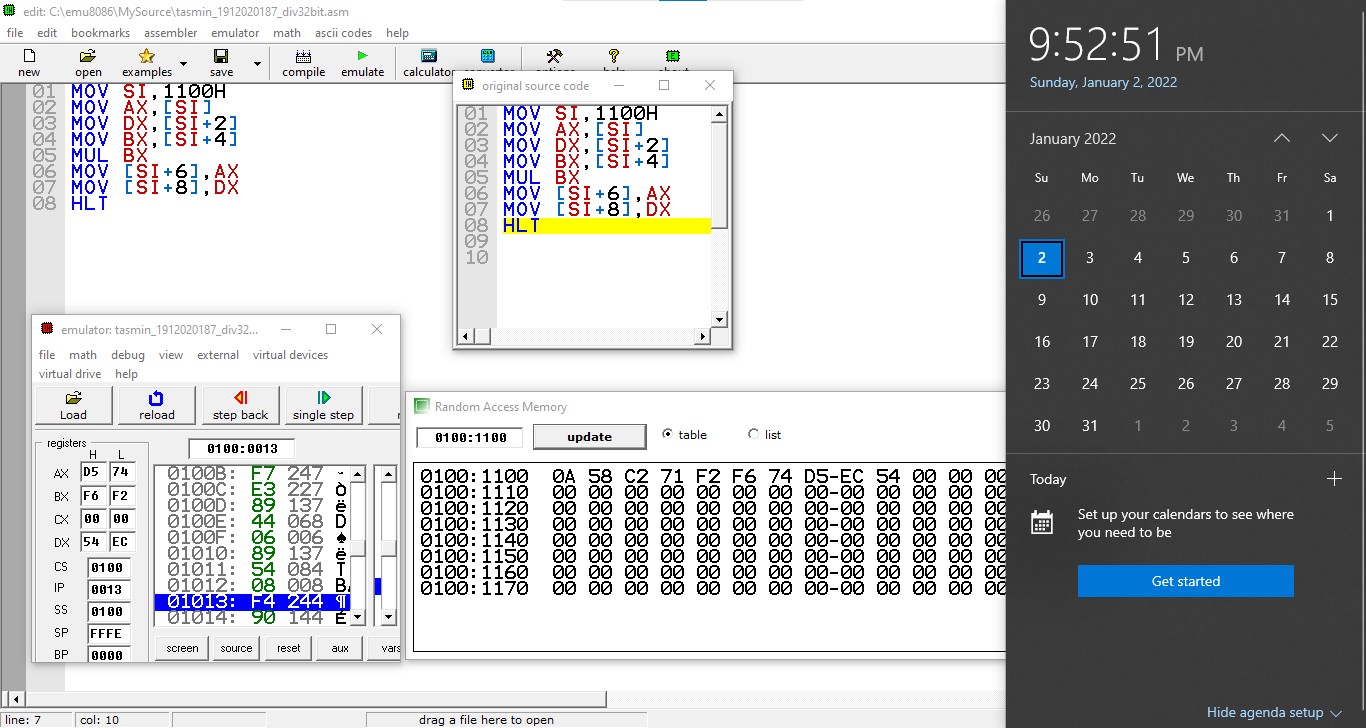 edit: C:\emu8086\MySource\tasmin_1912020187_div32bit.asm
file edit bookmarks assembler emulator math ascii codes help
new open examples save compile emulate calculator
01 MOV SI,1100H
02 MOV AX,[SI]
03 MOV DX,[SI+2]
04 MOV BX,[SI+4]
05 MUL BX
06 MOV [SI+6],AX
07 MOV [SI+8],DX
08 HLT
original source code
01 MOV SI,1100H
02 MOV AX,[SI]
03 MOV DX,[SI+2]
04 MOV BX,[SI+4]
05 MUL BX
06 MOV [SI+6],AX
07 MOV [SI+8],DX
08 HLT
09
10
emulator: tasmin_1912020187_div32...
file math debug view external virtual devices
virtual drive help
Load reload step back single step
registers
H L
AX D5 74
BX F6 F2
CX 00 00
DX 54 EC
CS 0100
IP 0013
SS 0100
SP FFFE
BP 0000
0100:0013
0100B: F7 247
0100C: E3 227 ò
0100D: 89 137 ë
0100E: 44 068 D
0100F: 06 006 ♠
01010: 89 137 ë
01011: 54 084 T
01012: 08 008 BA
01013: F4 244 ¶
01014: 90 144 É
screen source reset aux vars
Random Access Memory
0100:1100 update table list
0100:1100 0A 58 C2 71 F2 F6 74 D5-EC 54 00 00 00
0100:1110 00 00 00 00 00 00 00 00-00 00 00 00 00
0100:1120 00 00 00 00 00 00 00 00-00 00 00 00 00
0100:1130 00 00 00 00 00 00 00 00-00 00 00 00 00
0100:1140 00 00 00 00 00 00 00 00-00 00 00 00 00
0100:1150 00 00 00 00 00 00 00 00-00 00 00 00 00
0100:1160 00 00 00 00 00 00 00 00-00 00 00 00 00
0100:1170 00 00 00 00 00 00 00 00-00 00 00 00 00
line: 7 col: 10 drag a file here to open
9:52:51 PM
Sunday, January 2, 2022
January 2022
Su Mo Tu We Th Fr Sa
26 27 28 29 30 31 1
2 3 4 5 6 7 8
9 10 11 12 13 14 15
16 17 18 19 20 21 22
23 24 25 26 27 28 29
30 31 1 2 3 4 5
Today
Set up your calendars to see where
you need to be
Get started
Hide agenda setup